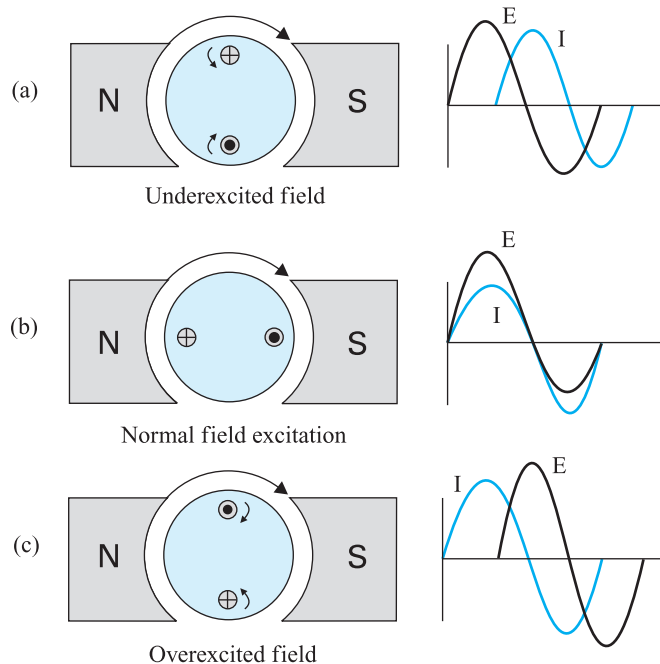 (a)
N
S
E
I
Underexcited field
(b)
N
S
E
I
Normal field excitation
(c)
N
S
I
E
Overexcited field